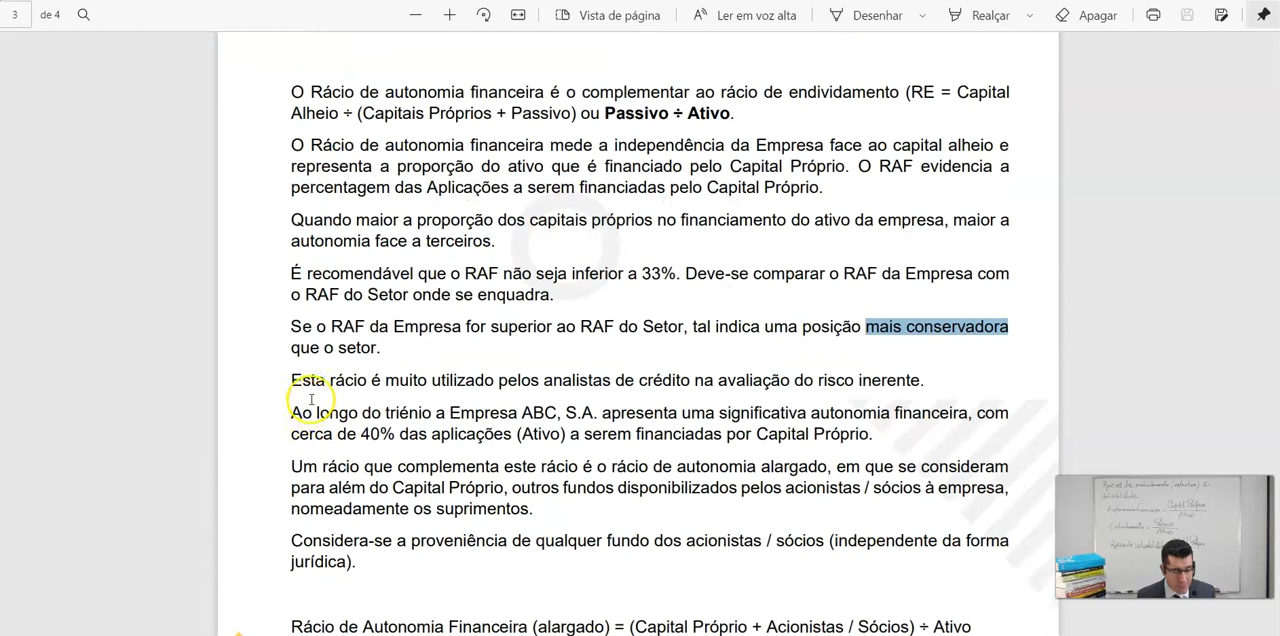 3 de 4 Vista de página Ler em voz alta Desenhar Realçar Apagar
O Rácio de autonomia financeira é o complementar ao rácio de endividamento (RE = Capital
Alheio ÷ (Capitais Próprios + Passivo) ou Passivo ÷ Ativo.
O Rácio de autonomia financeira mede a independência da Empresa face ao capital alheio e
representa a proporção do ativo que é financiado pelo Capital Próprio. O RAF evidencia a
percentagem das Aplicações a serem financiadas pelo Capital Próprio.
Quando maior a proporção dos capitais próprios no financiamento do ativo da empresa, maior a
autonomia face a terceiros.
É recomendável que o RAF não seja inferior a 33%. Deve-se comparar o RAF da Empresa com
o RAF do Setor onde se enquadra.
Se o RAF da Empresa for superior ao RAF do Setor, tal indica uma posição mais conservadora
que o setor.
Esta rácio é muito utilizado pelos analistas de crédito na avaliação do risco inerente.
Ao longo do triénio a Empresa ABC, S.A. apresenta uma significativa autonomia financeira, com
cerca de 40% das aplicações (Ativo) a serem financiadas por Capital Próprio.
Um rácio que complementa este rácio é o rácio de autonomia alargado, em que se consideram
para além do Capital Próprio, outros fundos disponibilizados pelos acionistas / sócios à empresa,
nomeadamente os suprimentos.
Considera-se a proveniência de qualquer fundo dos acionistas / sócios (independente da forma
jurídica).
Rácio de Autonomia Financeira (alargado) = (Capital Próprio + Acionistas / Sócios) ÷ Ativo